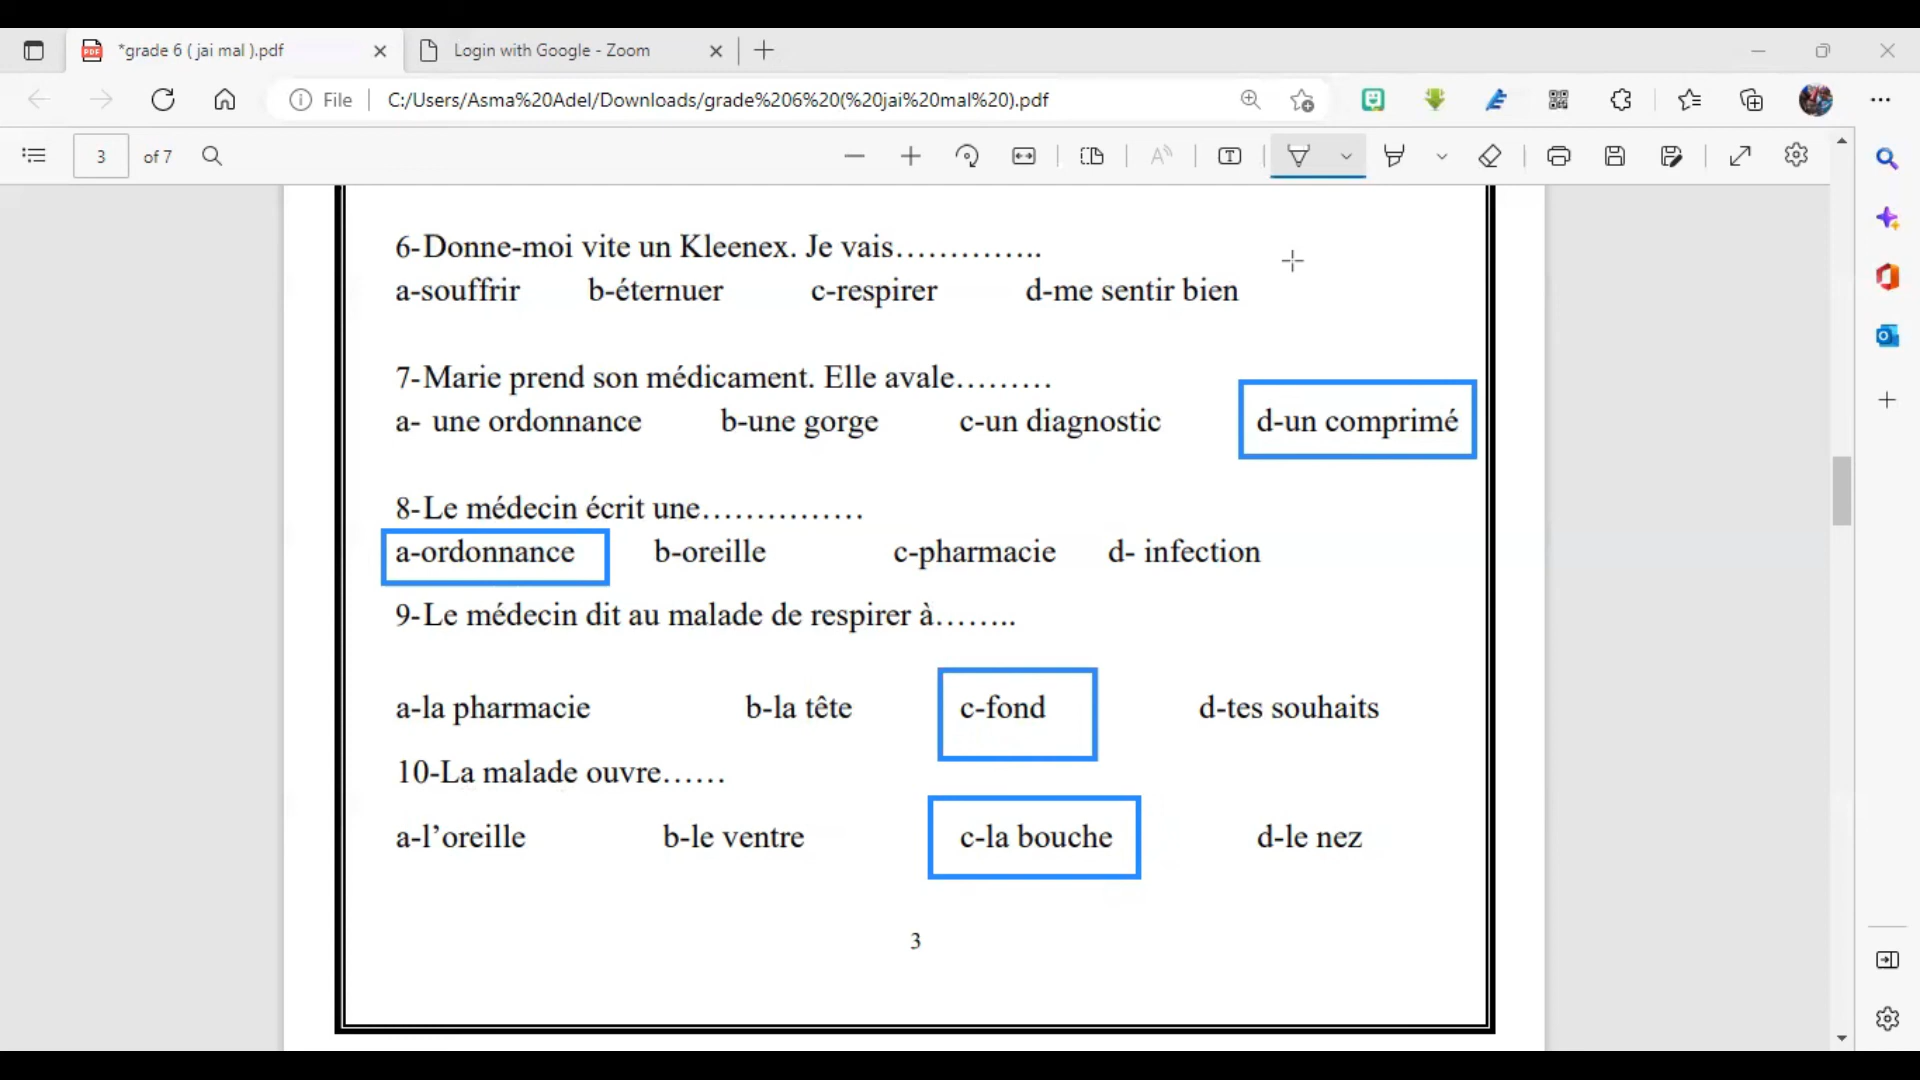 *grade 6 ( jai mal ).pdf
Login with Google - Zoom
File
C:/Users/Asma%20Adel/Downloads/grade%206%20(%20jai%20mal%20).pdf
3 of 7
6-Donne-moi vite un Kleenex. Je vais…………..
a-souffrir b-éternuer c-respirer d-me sentir bien
7-Marie prend son médicament. Elle avale………
a- une ordonnance b-une gorge c-un diagnostic d-un comprimé
8-Le médecin écrit une……………
a-ordonnance b-oreille c-pharmacie d- infection
9-Le médecin dit au malade de respirer à……..
a-la pharmacie b-la tête c-fond d-tes souhaits
10-La malade ouvre……
a-l’oreille b-le ventre c-la bouche d-le nez
3